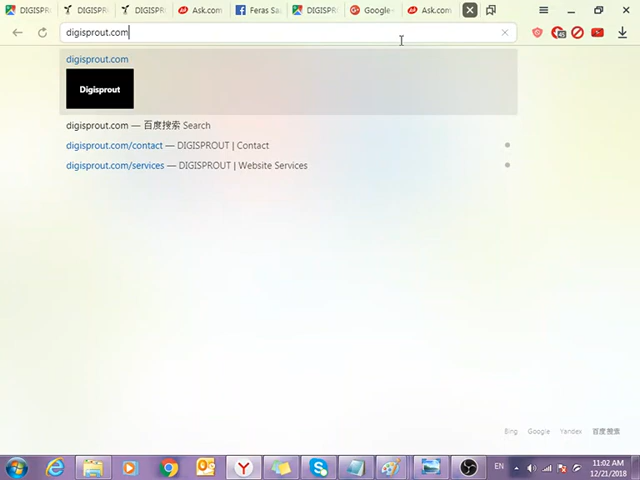 DIGISPR
DIGISPR
DIGISPR
Ask.com
Feras Sa
DIGISPR
Google+
Ask.com
digisprout.com
48
digisprout.com
Digisprout
digisprout.com — 百度搜索 Search
digisprout.com/contact — DIGISPROUT | Contact
digisprout.com/services — DIGISPROUT | Website Services
Bing Google Yandex 百度搜索
EN
11:02 AM
12/21/2018